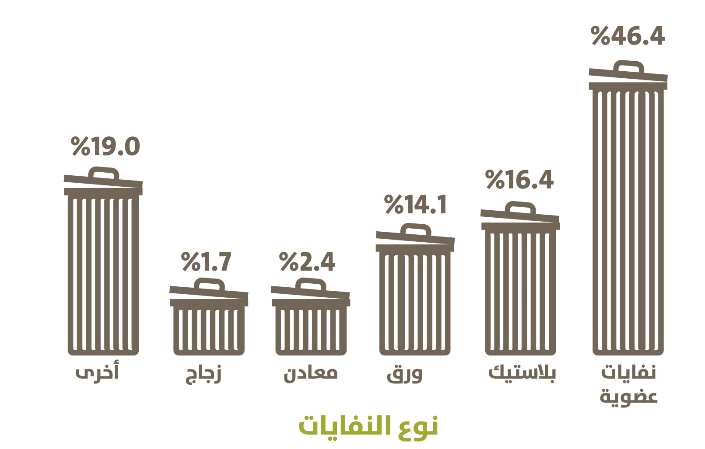 %46.4
%16.4
%14.1
%2.4
%1.7
%19.0
نفايات
عضوية
بلاستيك
ورق
معادن
زجاج
أخرى
نوع النفايات